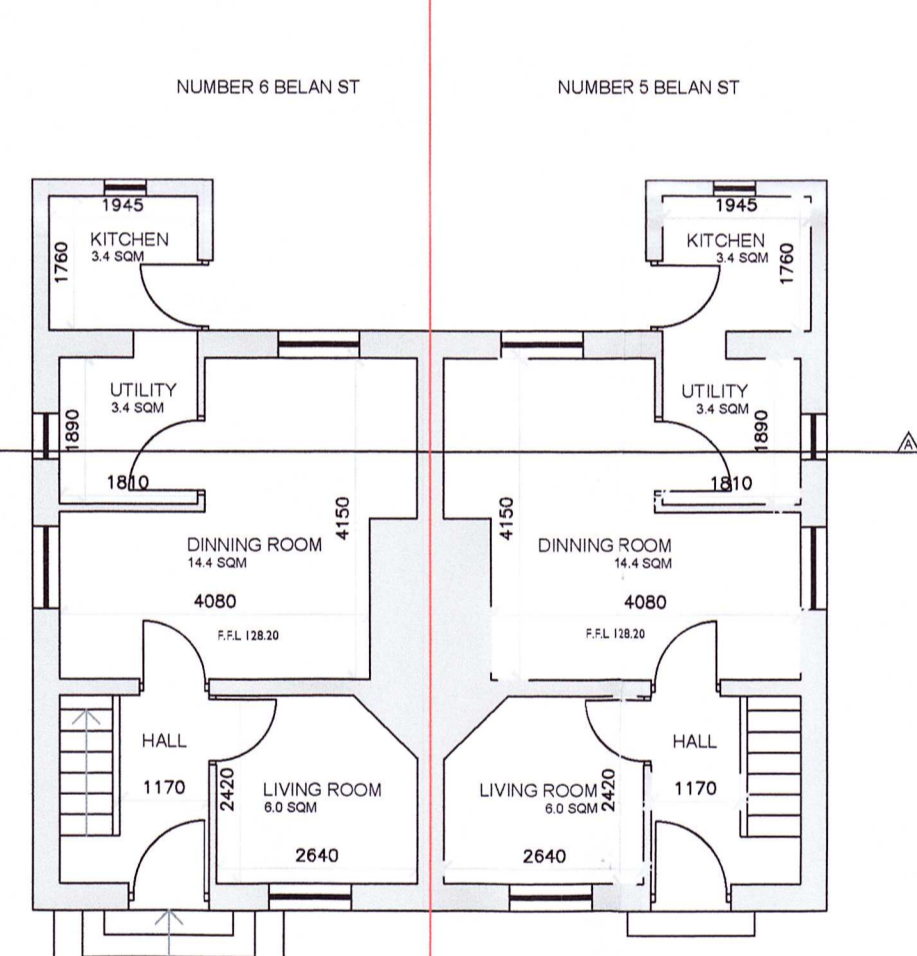 NUMBER 6 BELAN ST
NUMBER 5 BELAN ST
1945
KITCHEN
3.4 SQM
1760
1945
KITCHEN
3.4 SQM
1760
UTILITY
3.4 SQM
1890
1810
UTILITY
3.4 SQM
1890
1810
A
4150
DINNING ROOM
14.4 SQM
4080
F.F.L 128.20
4150
DINNING ROOM
14.4 SQM
4080
F.F.L 128.20
HALL
1170
2420
LIVING ROOM
6.0 SQM
2640
LIVING ROOM
6.0 SQM
2420
2640
HALL
1170